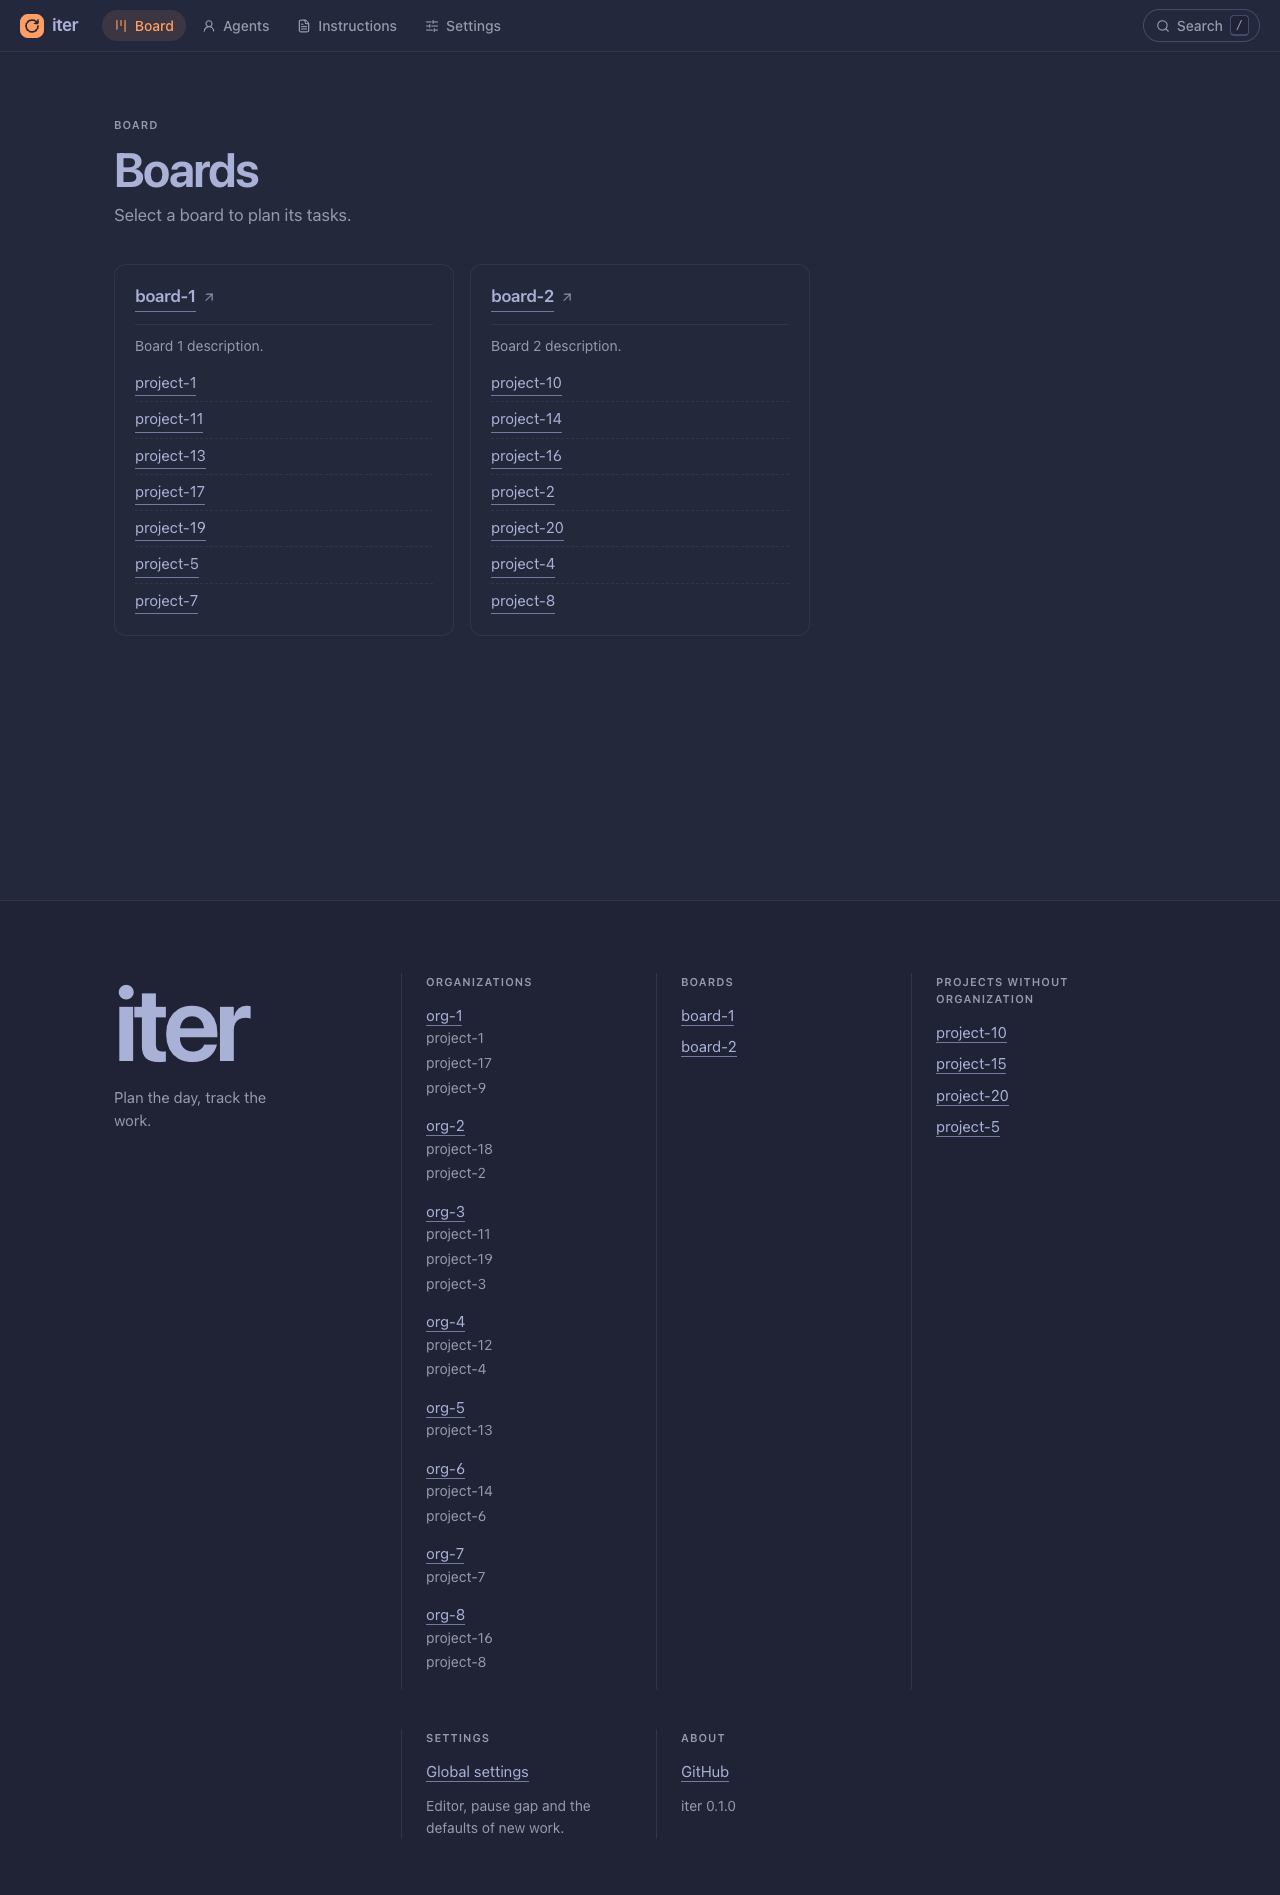 iter
Board
Agents
Instructions
Settings
Search /
BOARD
Boards
Select a board to plan its tasks.
board-1
Board 1 description.
project-1
project-11
project-13
project-17
project-19
project-5
project-7
board-2
Board 2 description.
project-10
project-14
project-16
project-2
project-20
project-4
project-8
iter
Plan the day, track the
work.
ORGANIZATIONS
org-1
project-1
project-17
project-9
org-2
project-18
project-2
org-3
project-11
project-19
project-3
org-4
project-12
project-4
org-5
project-13
org-6
project-14
project-6
org-7
project-7
org-8
project-16
project-8
BOARDS
board-1
board-2
PROJECTS WITHOUT
ORGANIZATION
project-10
project-15
project-20
project-5
SETTINGS
Global settings
Editor, pause gap and the
defaults of new work.
ABOUT
GitHub
iter 0.1.0